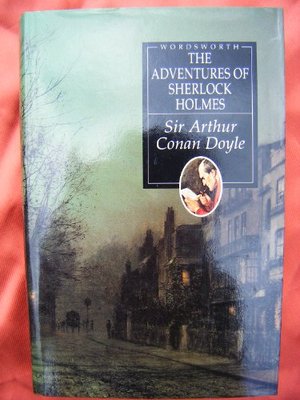 WORDSWORTH
THE
ADVENTURES OF
SHERLOCK
HOLMES
Sir Arthur
Conan Doyle